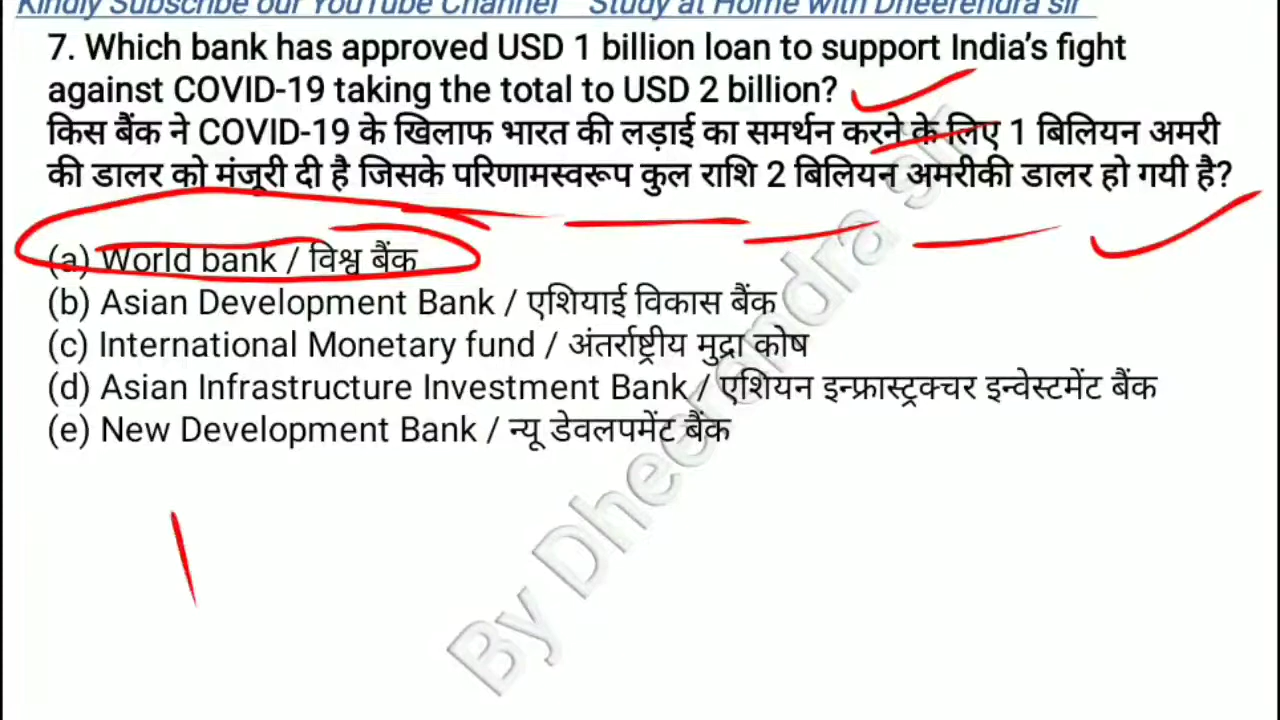 Kindly Subscribe our YouTube Channel Study at Home with Dheerendra sir
7. Which bank has approved USD 1 billion loan to support India's fight
against COVID-19 taking the total to USD 2 billion?
किस बैंक ने COVID-19 के खिलाफ भारत की लड़ाई का समर्थन करने के लिए 1 बिलियन अमरी
की डालर को मंजूरी दी है जिसके परिणामस्वरूप कुल राशि 2 बिलियन अमरीकी डालर हो गयी है?
(a) World bank / विश्व बैंक
(b) Asian Development Bank / एशियाई विकास बैंक
(c) International Monetary fund / अंतर्राष्ट्रीय मुद्रा कोष
(d) Asian Infrastructure Investment Bank / एशियन इन्फ्रास्ट्रक्चर इन्वेस्टमेंट बैंक
(e) New Development Bank / न्यू डेवलपमेंट बैंक
By Dheerendra sir